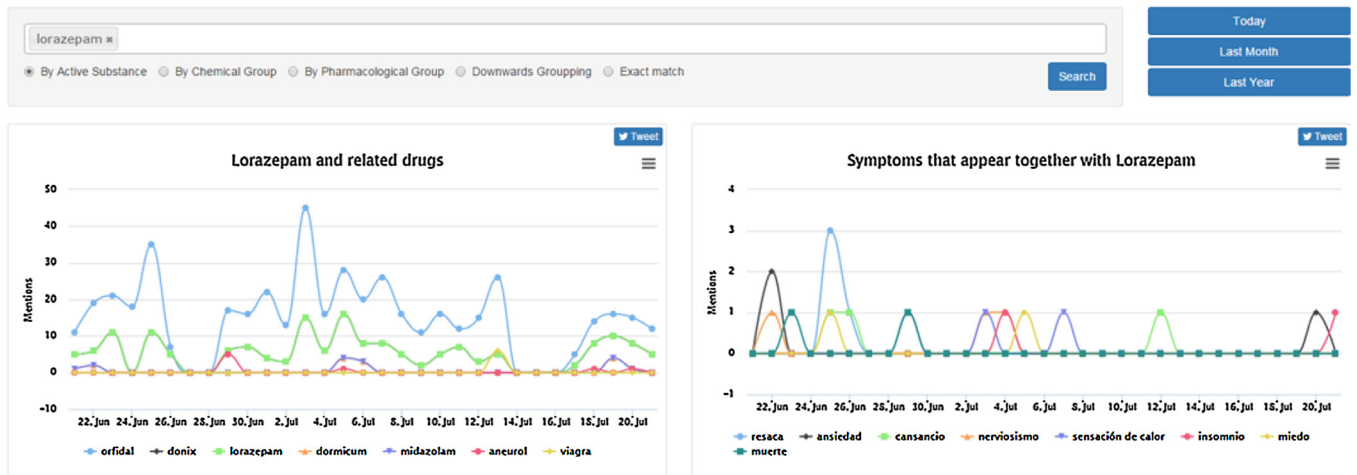 lorazepam ×
By Active Substance By Chemical Group By Pharmacological Group Downwards Groupping Exact match
Search
Today
Last Month
Last Year
Tweet
Lorazepam and related drugs
Mentions
50
40
30
20
10
0
-10
22. Jun 24. Jun 26. Jun 28. Jun 30. Jun 2. Jul 4. Jul 6. Jul 8. Jul 10. Jul 12. Jul 14. Jul 16. Jul 18. Jul 20. Jul
orfidal donix lorazepam dormicum midazolam aneurol viagra
Tweet
Symptoms that appear together with Lorazepam
Mentions
4
3
2
1
0
-1
22. Jun 24. Jun 26. Jun 28. Jun 30. Jun 2. Jul 4. Jul 6. Jul 8. Jul 10. Jul 12. Jul 14. Jul 16. Jul 18. Jul 20. Jul
resaca ansiedad cansancio nerviosismo sensación de calor insomnio miedo
muerte